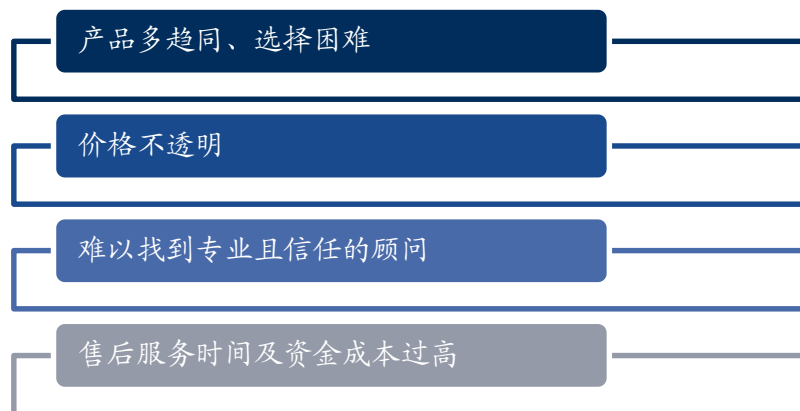 产品多趋同、选择困难
价格不透明
难以找到专业且信任的顾问
售后服务时间及资金成本过高